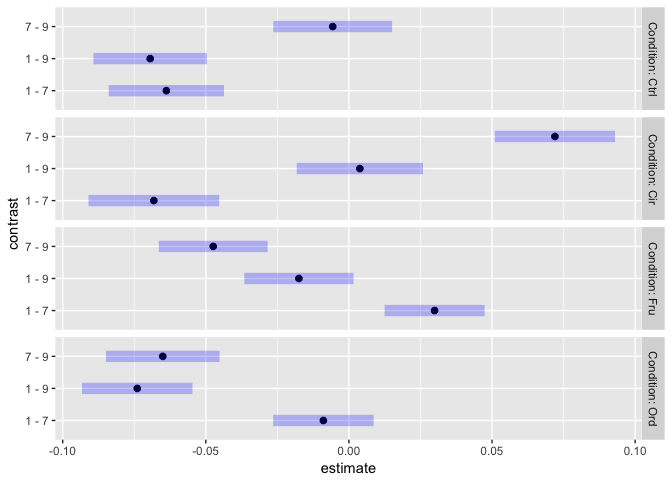 7 - 9
1 - 9
1 - 7
Condition: Ctrl
7 - 9
1 - 9
1 - 7
Condition: Cir
7 - 9
1 - 9
1 - 7
Condition: Fru
7 - 9
1 - 9
1 - 7
Condition: Ord
contrast
-0.10 -0.05 0.00 0.05 0.10
estimate